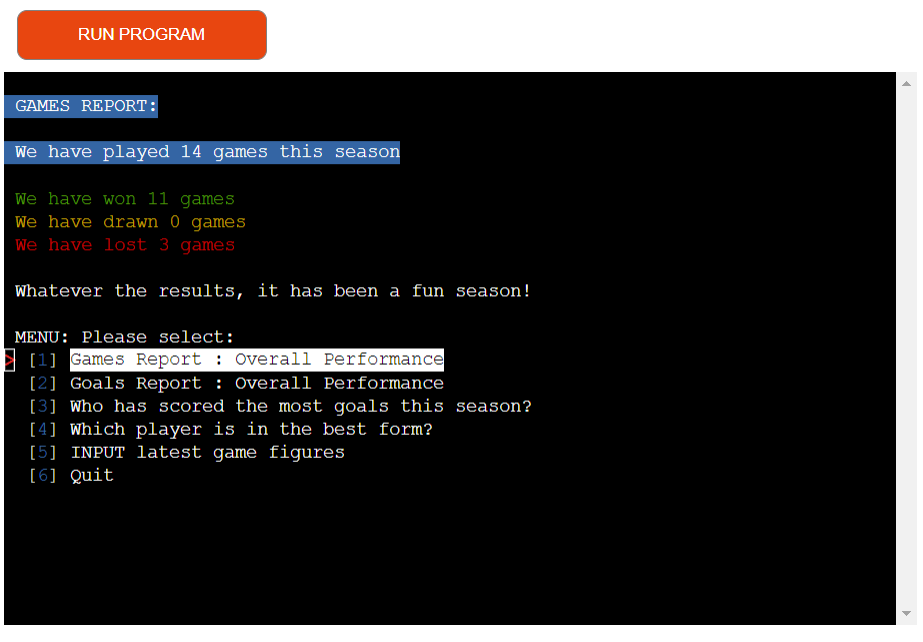 RUN PROGRAM
GAMES REPORT:
We have played 14 games this season
We have won 11 games
We have drawn 0 games
We have lost 3 games
Whatever the results, it has been a fun season!
MENU: Please select:
> [1] Games Report : Overall Performance
[2] Goals Report : Overall Performance
[3] Who has scored the most goals this season?
[4] Which player is in the best form?
[5] INPUT latest game figures
[6] Quit